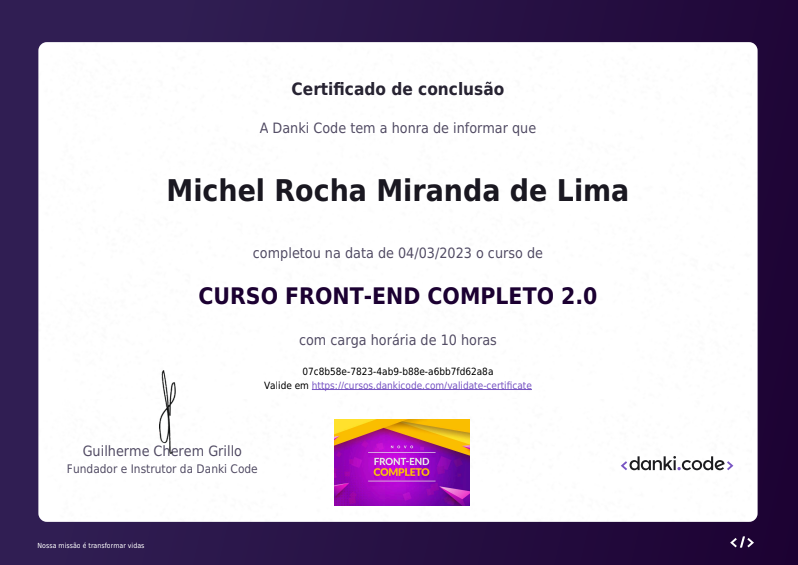 Certificado de conclusão
A Danki Code tem a honra de informar que
Michel Rocha Miranda de Lima
completou na data de 04/03/2023 o curso de
CURSO FRONT-END COMPLETO 2.0
com carga horária de 10 horas
07c8b58e-7823-4ab9-b88e-a6bb7fd62a8a
Valide em https://cursos.dankicode.com/validate-certificate
Guilherme Cherem Grillo
Fundador e Instrutor da Danki Code
NOVO
FRONT-END
COMPLETO
<danki.code>
Nossa missão é transformar vidas
</>